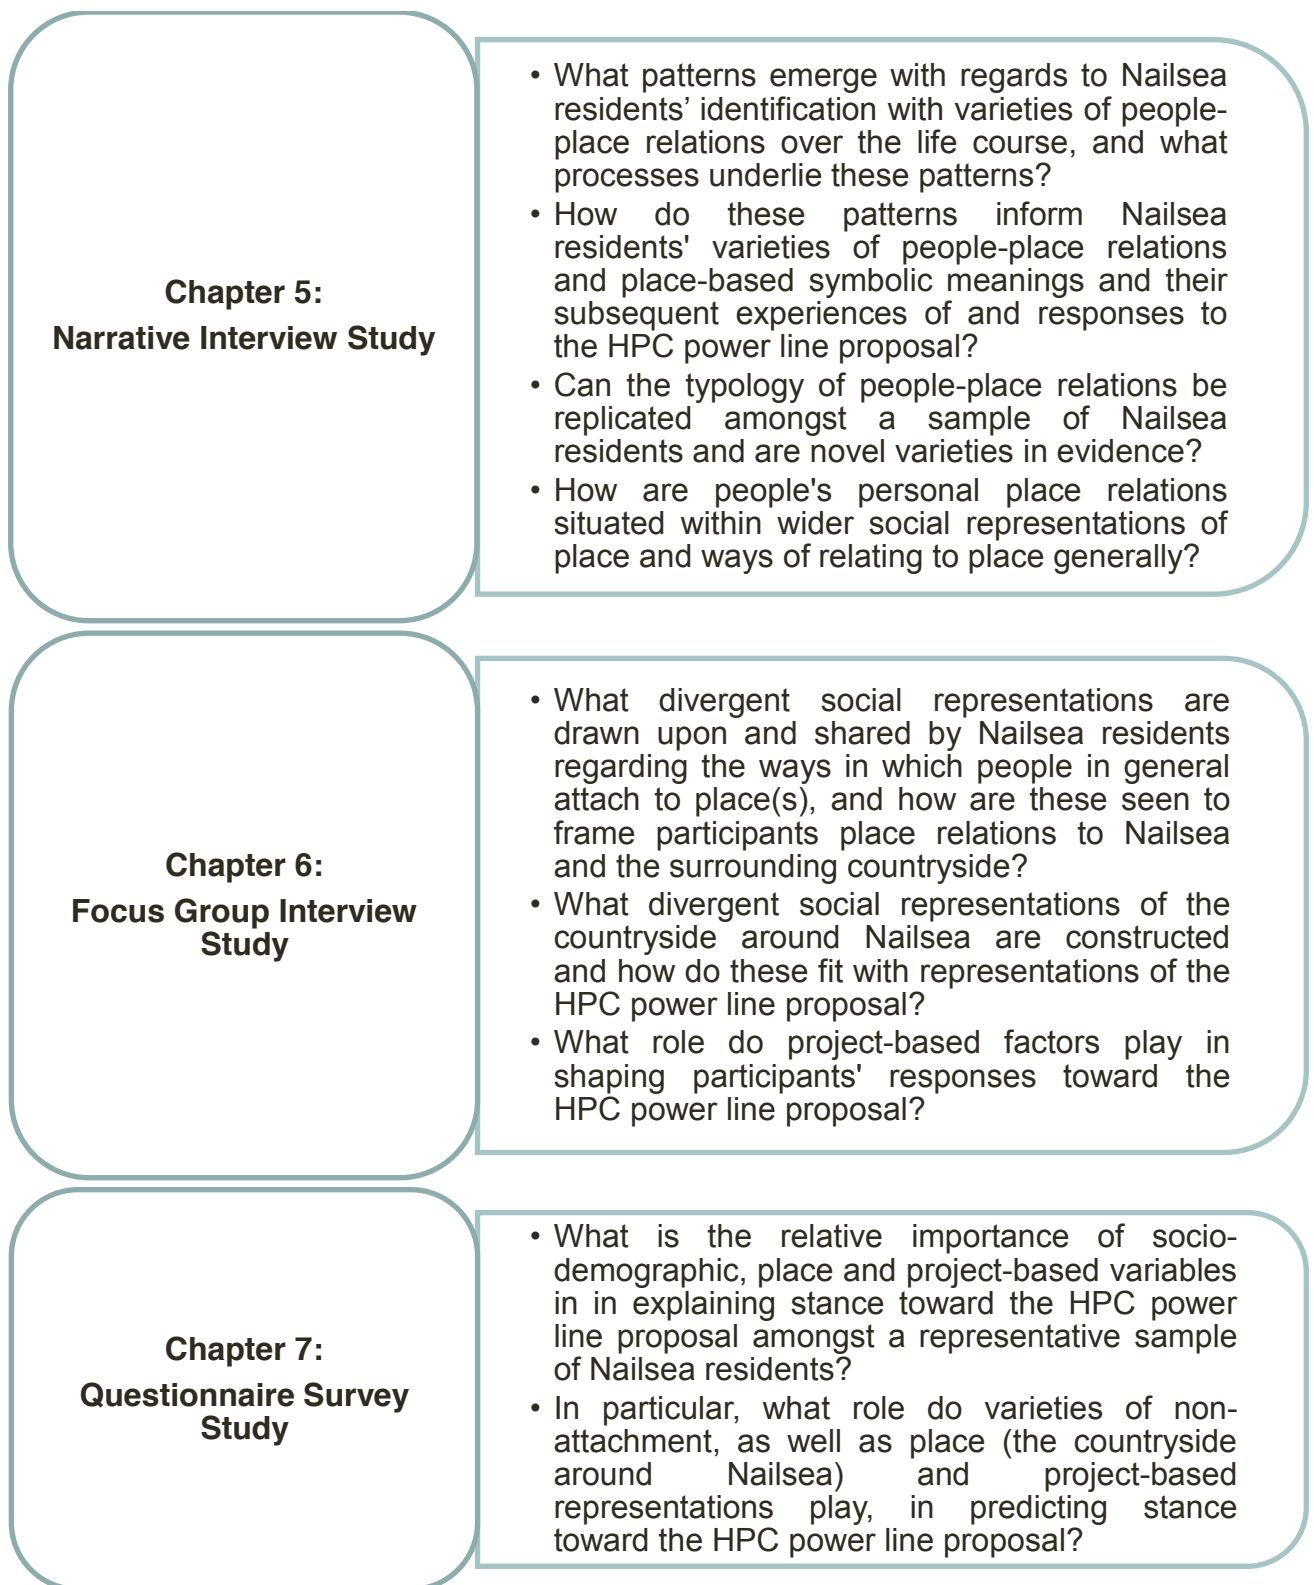 Chapter 5:
Narrative Interview Study
• What patterns emerge with regards to Nailsea
residents’ identification with varieties of people-
place relations over the life course, and what
processes underlie these patterns?
• How do these patterns inform Nailsea
residents' varieties of people-place relations
and place-based symbolic meanings and their
subsequent experiences of and responses to
the HPC power line proposal?
• Can the typology of people-place relations be
replicated amongst a sample of Nailsea
residents and are novel varieties in evidence?
• How are people's personal place relations
situated within wider social representations of
place and ways of relating to place generally?
Chapter 6:
Focus Group Interview
Study
• What divergent social representations are
drawn upon and shared by Nailsea residents
regarding the ways in which people in general
attach to place(s), and how are these seen to
frame participants place relations to Nailsea
and the surrounding countryside?
• What divergent social representations of the
countryside around Nailsea are constructed
and how do these fit with representations of the
HPC power line proposal?
• What role do project-based factors play in
shaping participants' responses toward the
HPC power line proposal?
Chapter 7:
Questionnaire Survey
Study
• What is the relative importance of socio-
demographic, place and project-based variables
in in explaining stance toward the HPC power
line proposal amongst a representative sample
of Nailsea residents?
• In particular, what role do varieties of non-
attachment, as well as place (the countryside
around Nailsea) and project-based
representations play, in predicting stance
toward the HPC power line proposal?